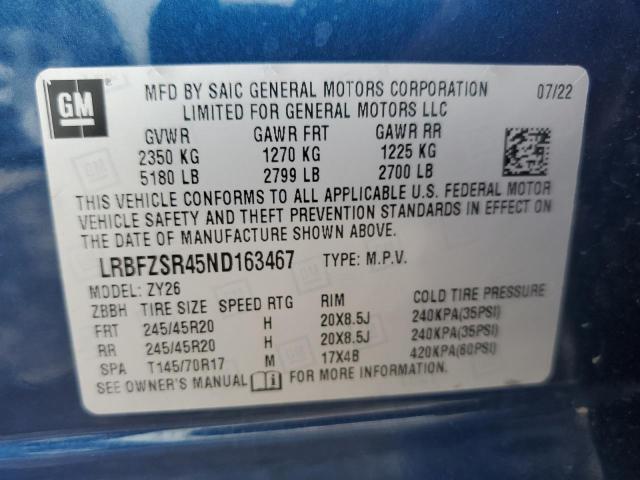 GM
MFD BY SAIC GENERAL MOTORS CORPORATION 07/22
LIMITED FOR GENERAL MOTORS LLC
GVWR GAWR FRT GAWR RR
2350 KG 1270 KG 1225 KG
5180 LB 2799 LB 2700 LB
THIS VEHICLE CONFORMS TO ALL APPLICABLE U.S. FEDERAL MOTOR
VEHICLE SAFETY AND THEFT PREVENTION STANDARDS IN EFFECT ON
THE DATE OF MANUFACTURE SHOWN ABOVE.
LRBFZSR45ND163467 TYPE: M.P.V.
MODEL: ZY26
ZBBH TIRE SIZE SPEED RTG RIM COLD TIRE PRESSURE
FRT 245/45R20 H 20X8.5J 240KPA(35PSI)
RR 245/45R20 H 20X8.5J 240KPA(35PSI)
SPA T145/70R17 M 17X4B 420KPA(60PSI)
SEE OWNER'S MANUAL FOR MORE INFORMATION.